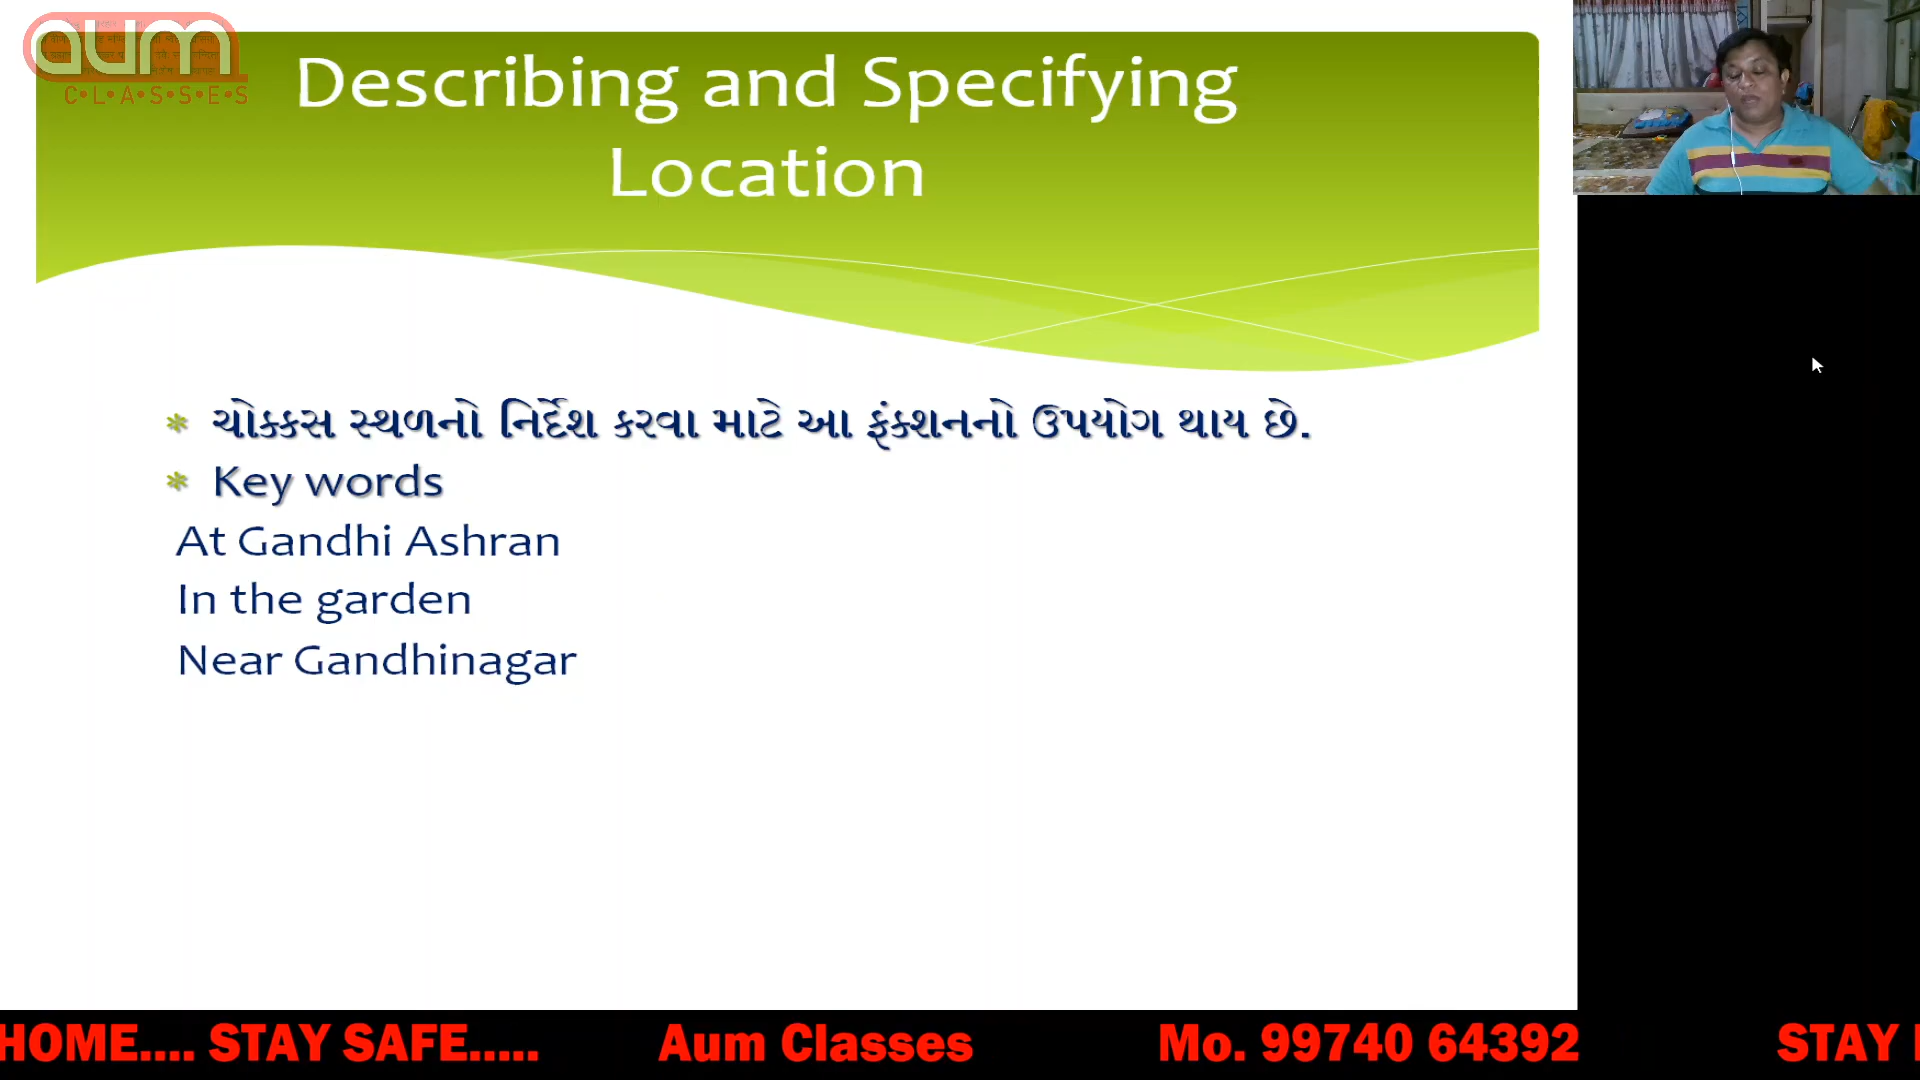 aum
C•L•A•S•S•E•S
Describing and Specifying
Location
ચોક્કસ સ્થળનો નિર્દેશ કરવા માટે આ ફંક્શનનો ઉપયોગ થાય છે.
Key words
At Gandhi Ashran
In the garden
Near Gandhinagar
HOME.... STAY SAFE..... Aum Classes Mo. 99740 64392 STAY